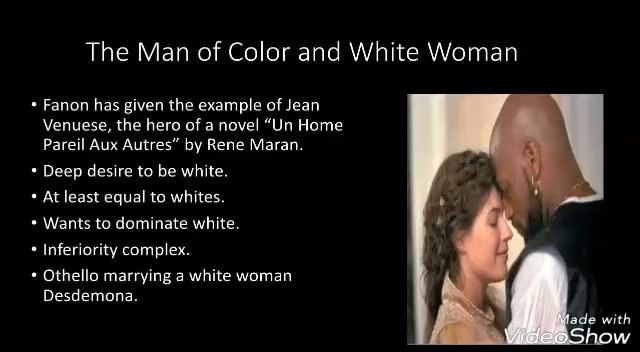 The Man of Color and White Woman
• Fanon has given the example of Jean
Venuese, the hero of a novel “Un Home
Pareil Aux Autres” by Rene Maran.
• Deep desire to be white.
• At least equal to whites.
• Wants to dominate white.
• Inferiority complex.
• Othello marrying a white woman
Desdemona.
Made with
VideoShow